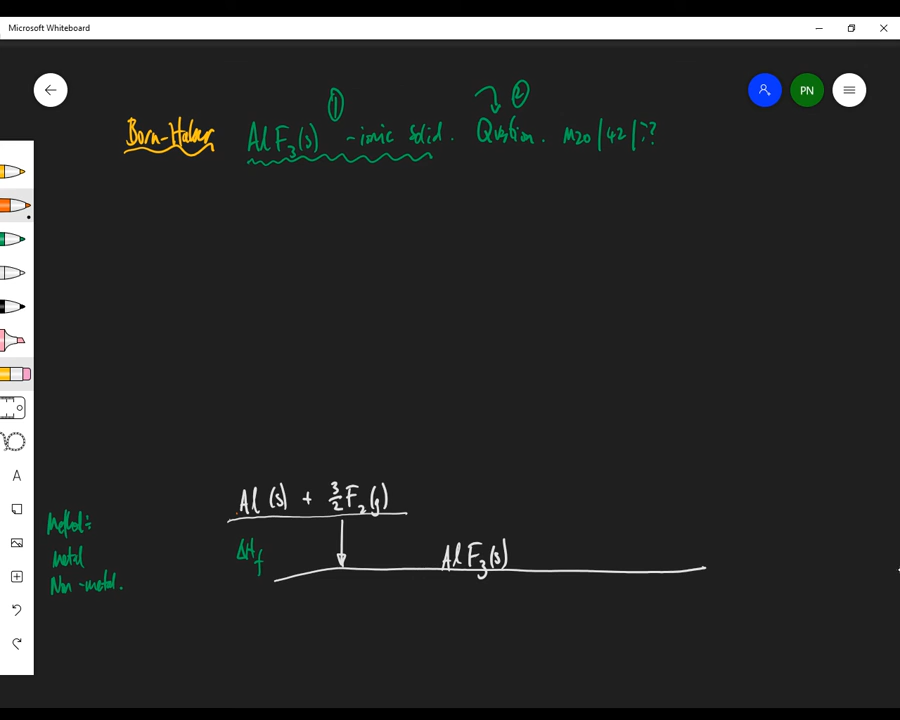 Microsoft Whiteboard
PN
①
②
Born-Haber AlF₃(s) - ionic solid. Question. M20/42/??
Al (s) + 3/2 F₂(g)
Method:
metal
Non-metal.
ΔHf
AlF₃(s)
A